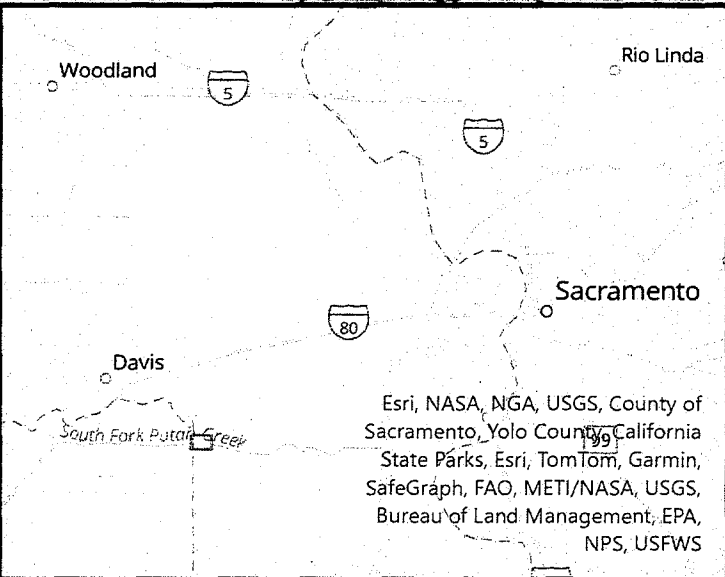 Woodland
Rio Linda
5
5
Sacramento
80
Davis
South Fork Putah Creek
Esri, NASA, NGA, USGS, County of
Sacramento, Yolo County, California
State Parks, Esri, TomTom, Garmin,
SafeGraph, FAO, METI/NASA, USGS,
Bureau of Land Management, EPA,
NPS, USFWS
99